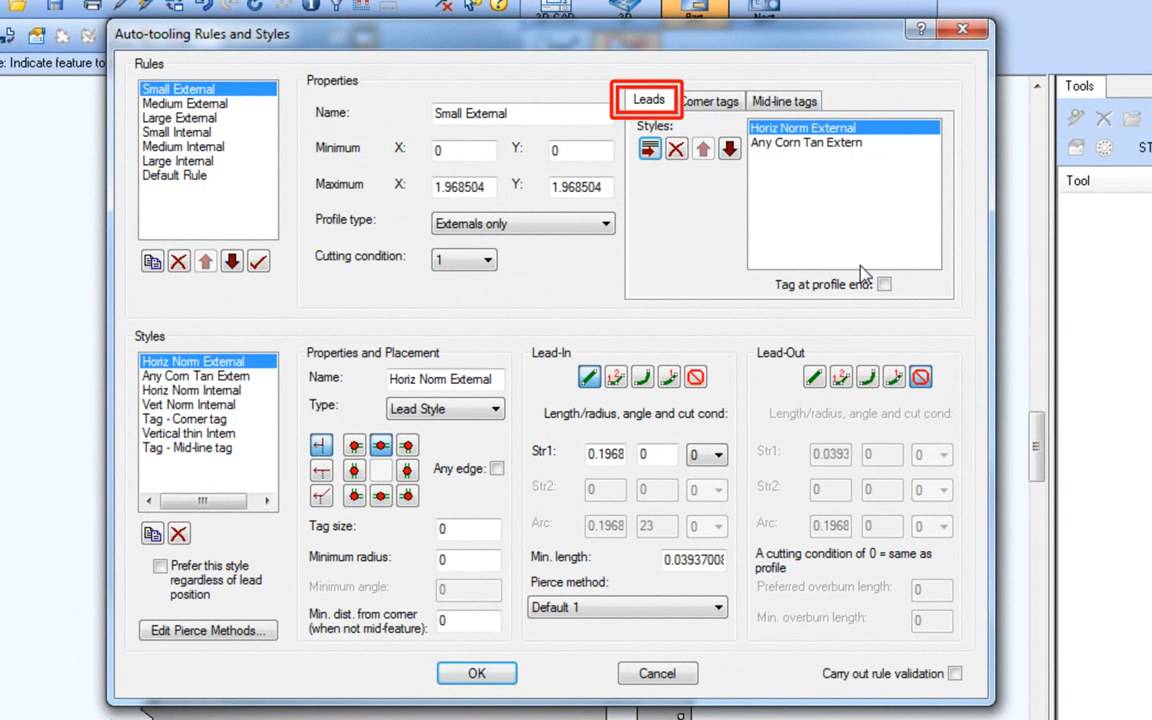 : Indicate feature to
Auto-tooling Rules and Styles
Rules
Small External
Medium External
Large External
Small Internal
Medium Internal
Large Internal
Default Rule
Properties
Name:
Small External
Minimum X: 0 Y: 0
Maximum X: 1.968504 Y: 1.968504
Profile type: Externals only
Cutting condition: 1
Leads
Corner tags
Mid-line tags
Styles:
Horiz Norm External
Any Corn Tan Extern
Tag at profile end:
Styles
Horiz Norm External
Any Corn Tan Extern
Horiz Norm Internal
Vert Norm Internal
Tag - Corner tag
Vertical thin Intern
Tag - Mid-line tag
Prefer this style
regardless of lead
position
Edit Pierce Methods...
Properties and Placement
Name: Horiz Norm External
Type: Lead Style
Any edge:
Tag size: 0
Minimum radius: 0
Minimum angle: 0
Min. dist. from corner
(when not mid-feature): 0
Lead-In
Length/radius, angle and cut cond:
Str1: 0.1968 0 0
Str2: 0 0 0
Arc: 0.1968 23 0
Min. length: 0.03937008
Pierce method:
Default 1
Lead-Out
Length/radius, angle and cut cond:
Str1: 0.0393 0 0
Str2: 0 0 0
Arc: 0.1968 0 0
A cutting condition of 0 = same as
profile
Preferred overburn length: 0
Min. overburn length: 0
OK
Cancel
Carry out rule validation
Tools
ST
Tool